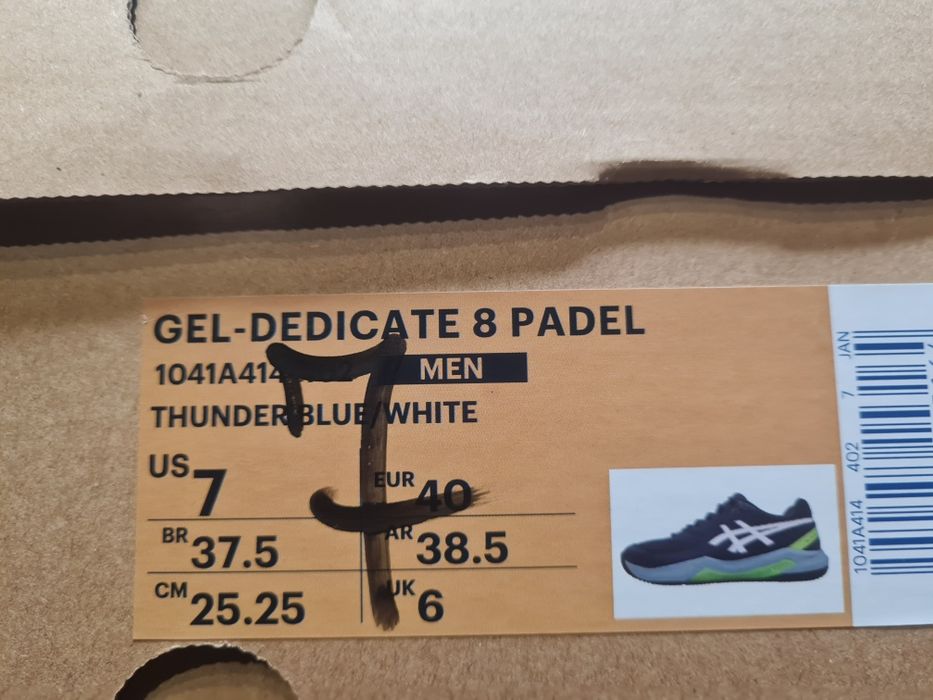 GEL-DEDICATE 8 PADEL
1041A414 MEN
THUNDER BLUE/WHITE
US 7 EUR 40
BR 37.5 AR 38.5
CM 25.25 UK 6
7
1041A414 402 7 JAN